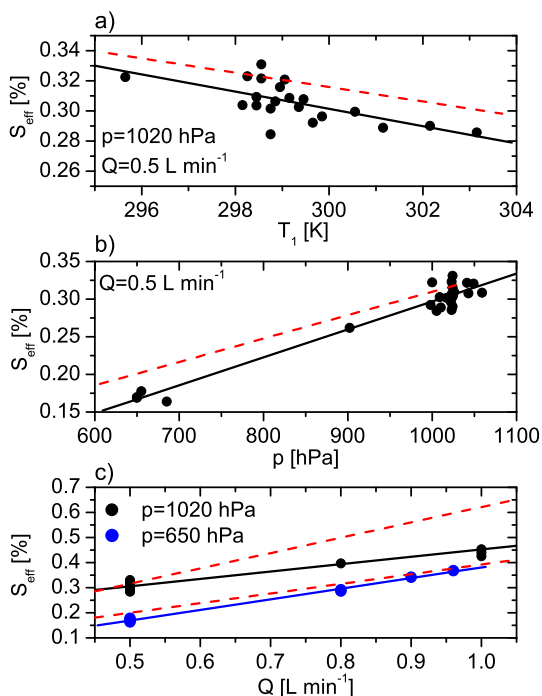 a)
0.34
0.32
0.30
0.28
0.26
S_eff [%]
p=1020 hPa
Q=0.5 L min⁻¹
296 298 300 302 304
T₁ [K]
b)
0.35
0.30
0.25
0.20
0.15
S_eff [%]
Q=0.5 L min⁻¹
600 700 800 900 1000 1100
p [hPa]
c)
0.7
0.6
0.5
0.4
0.3
0.2
0.1
S_eff [%]
p=1020 hPa
p=650 hPa
0.5 0.6 0.7 0.8 0.9 1.0
Q [L min⁻¹]